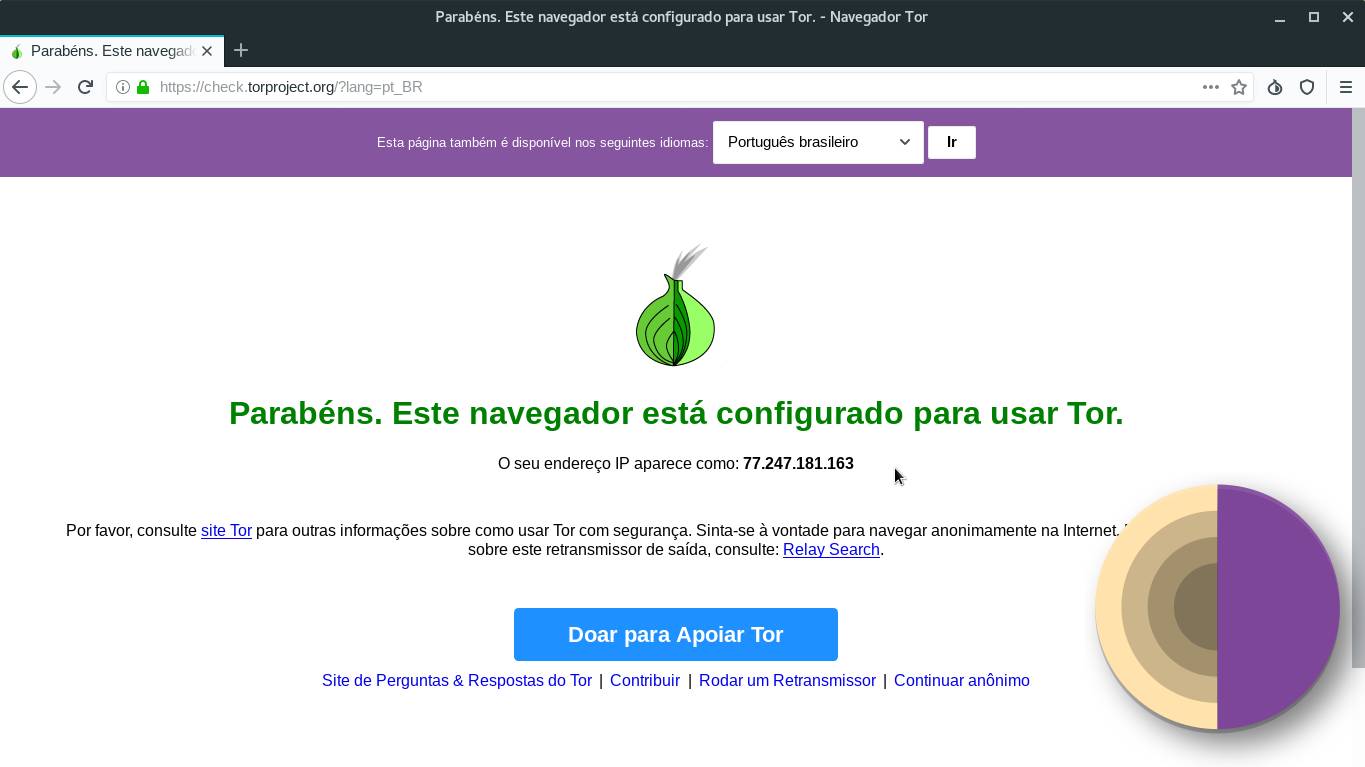 Parabéns. Este navegador está configurado para usar Tor. - Navegador Tor
Parabéns. Este navegad
https://check.torproject.org/?lang=pt_BR
Esta página também é disponível nos seguintes idiomas: Português brasileiro Ir
Parabéns. Este navegador está configurado para usar Tor.
O seu endereço IP aparece como: 77.247.181.163
Por favor, consulte site Tor para outras informações sobre como usar Tor com segurança. Sinta-se à vontade para navegar anonimamente na Internet.
sobre este retransmissor de saída, consulte: Relay Search.
Doar para Apoiar Tor
Site de Perguntas & Respostas do Tor | Contribuir | Rodar um Retransmissor | Continuar anônimo